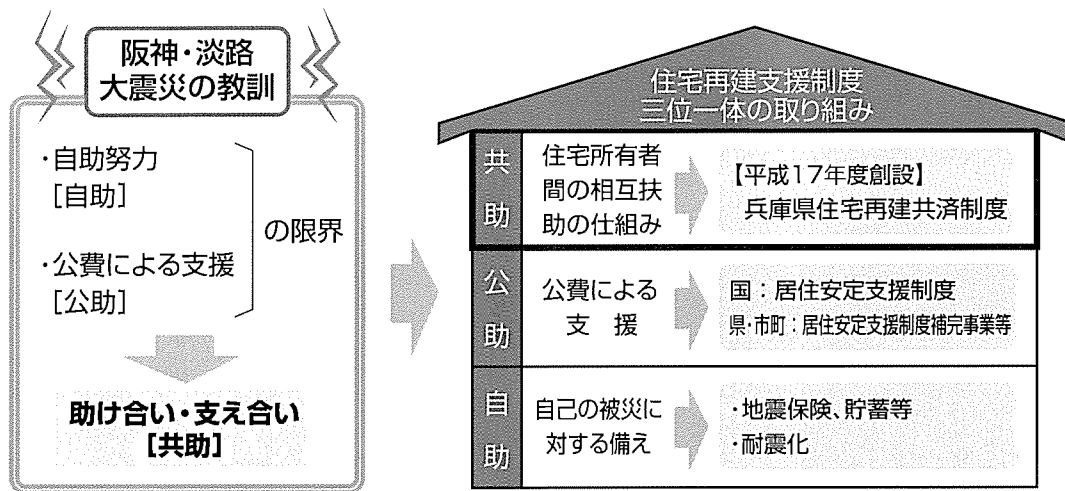 阪神・淡路
大震災の教訓
・自助努力
［自助］
・公費による支援
［公助］
の限界
助け合い・支え合い
［共助］
住宅再建支援制度
三位一体の取り組み
共助
住宅所有者
間の相互扶
助の仕組み
【平成17年度創設】
兵庫県住宅再建共済制度
公助
公費による
支　援
国：居住安定支援制度
県・市町：居住安定支援制度補完事業等
自助
自己の被災に
対する備え
・地震保険、貯蓄等
・耐震化